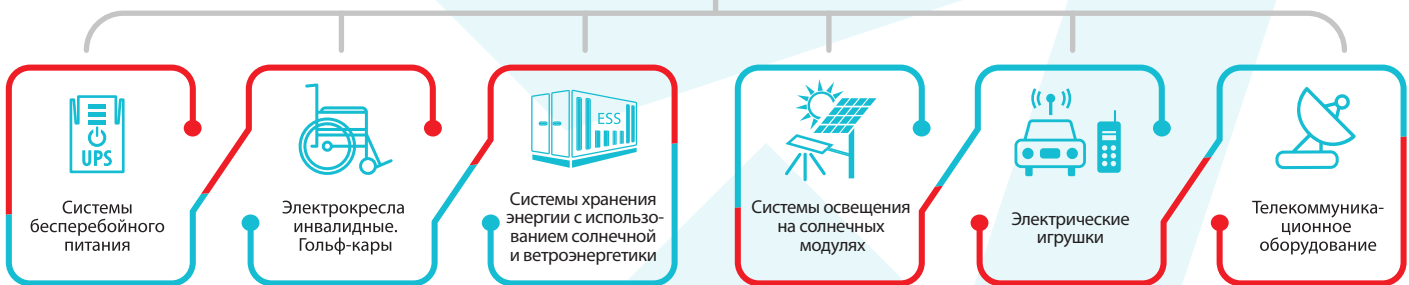 UPS
Системы
бесперебойного
питания
Электрокресла
инвалидные.
Гольф-кары
ESS
Системы хранения
энергии с использо-
ванием солнечной
и ветроэнергетики
Системы освещения
на солнечных
модулях
Электрические
игрушки
Телекоммуника-
ционное
оборудование